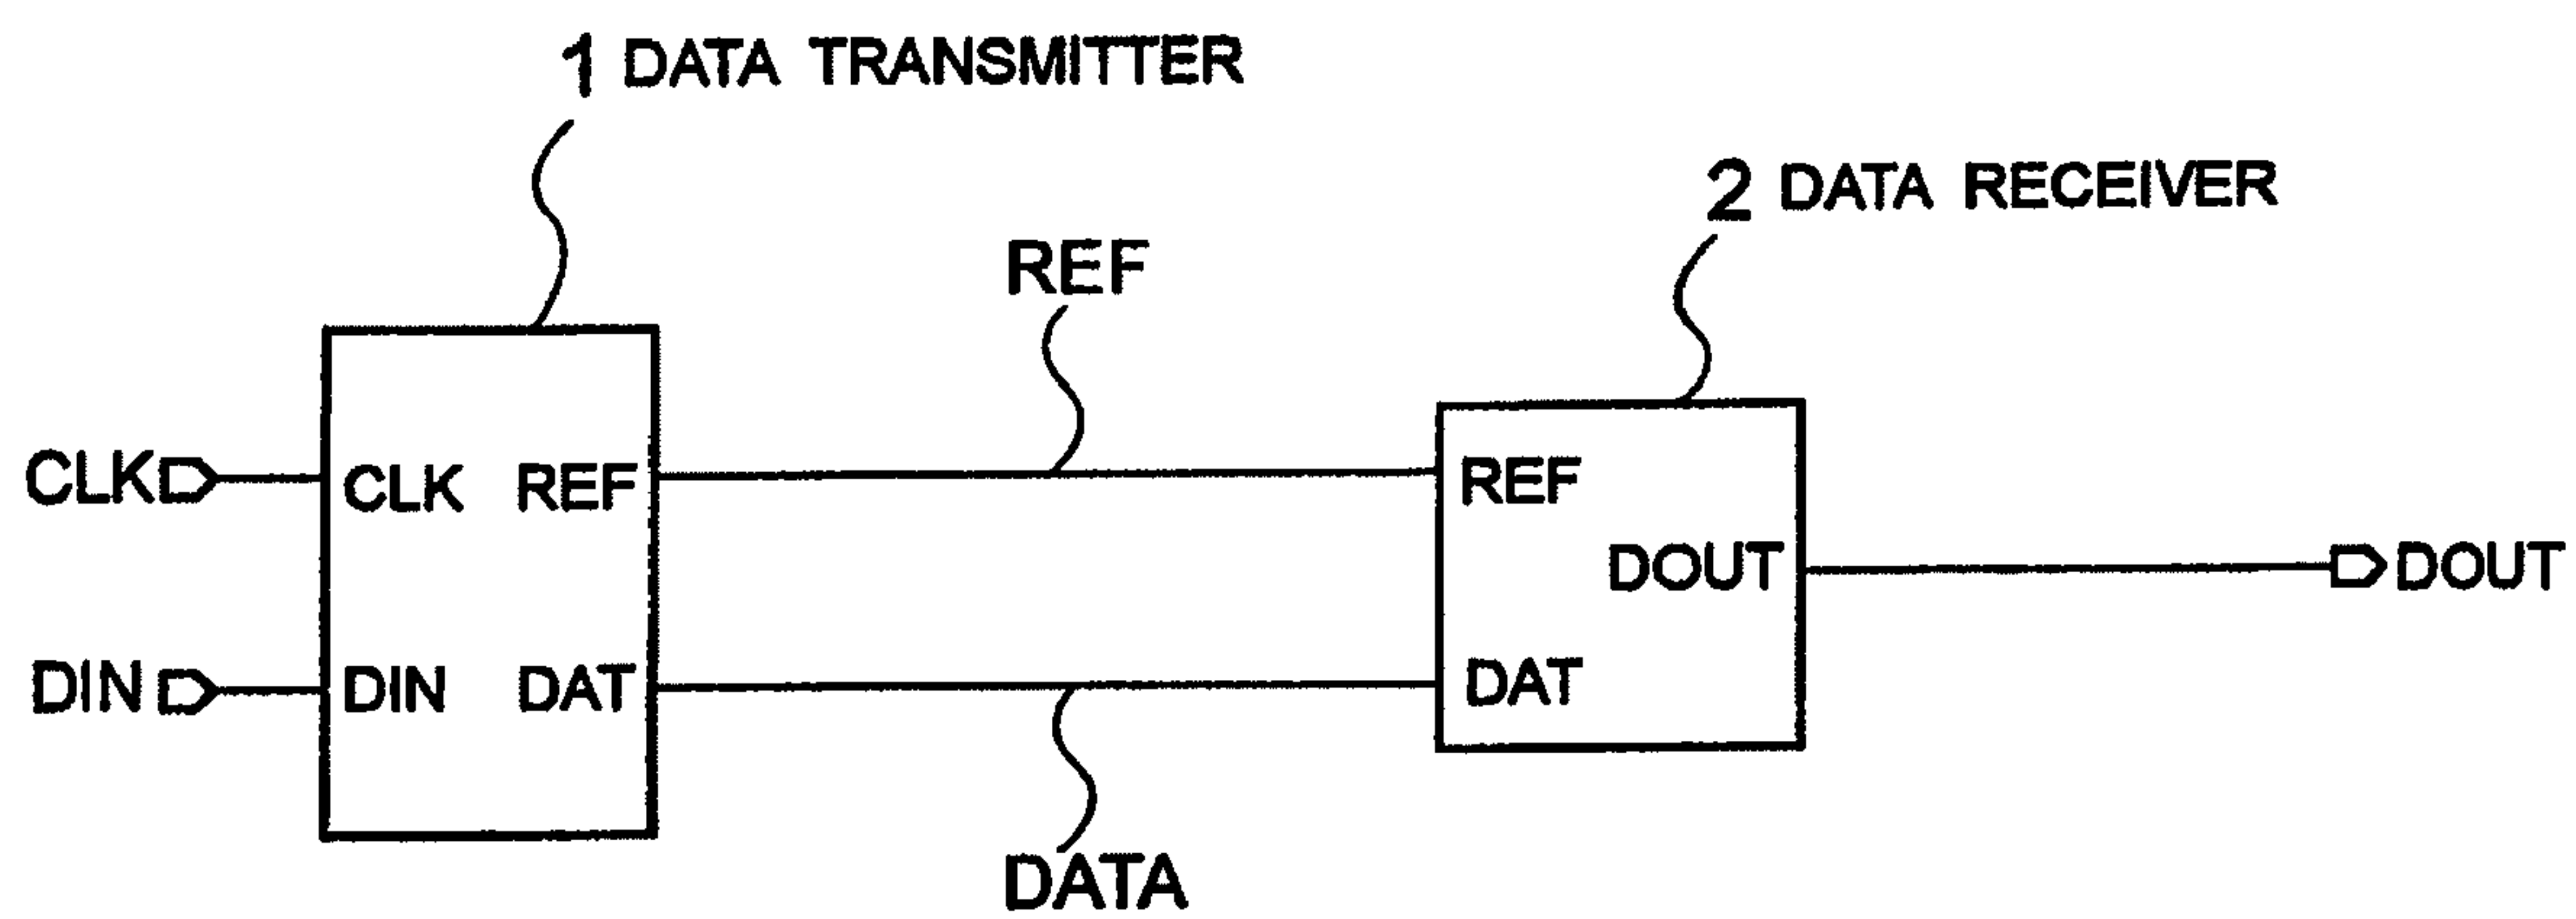 1 DATA TRANSMITTER
2 DATA RECEIVER
REF
CLK CLK REF REF
DOUT DOUT
DIN DIN DAT DAT
DATA